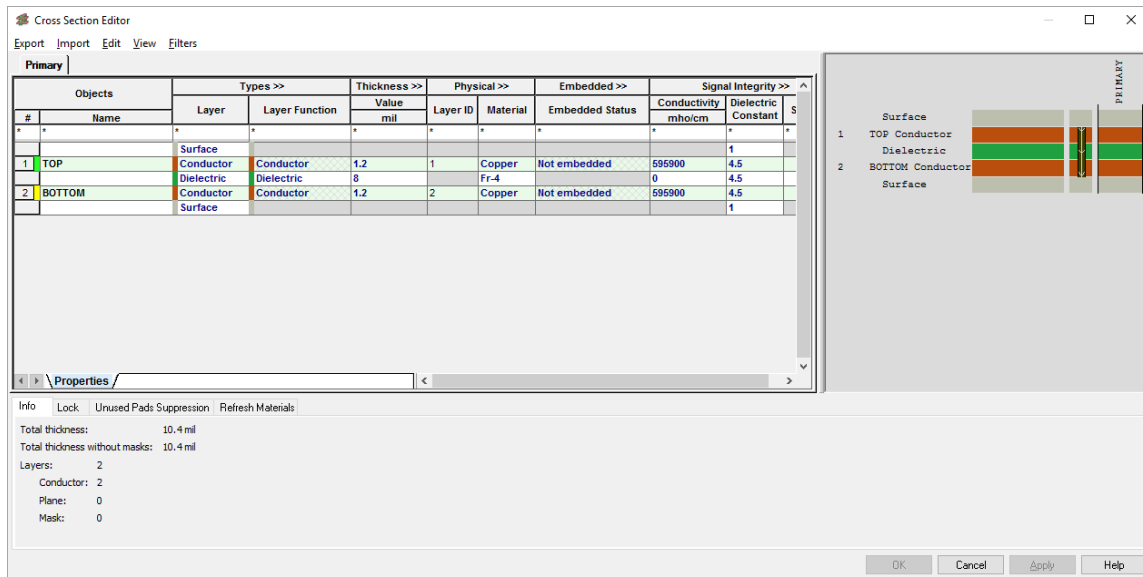 Cross Section Editor
Export Import Edit View Filters
Primary
Objects Types >> Thickness >> Physical >> Embedded >> Signal Integrity >>
# Name Layer Layer Function Value mil Layer ID Material Embedded Status Conductivity mho/cm Dielectric Constant S
* * * * * * * * * * *
Surface 1
1 TOP Conductor Conductor 1.2 1 Copper Not embedded 595900 4.5
Dielectric Dielectric 8 Fr-4 0 4.5
2 BOTTOM Conductor Conductor 1.2 2 Copper Not embedded 595900 4.5
Surface 1
Properties
PRIMARY
Surface
1 TOP Conductor
Dielectric
2 BOTTOM Conductor
Surface
Info Lock Unused Pads Suppression Refresh Materials
Total thickness: 10.4 mil
Total thickness without masks: 10.4 mil
Layers: 2
Conductor: 2
Plane: 0
Mask: 0
OK Cancel Apply Help